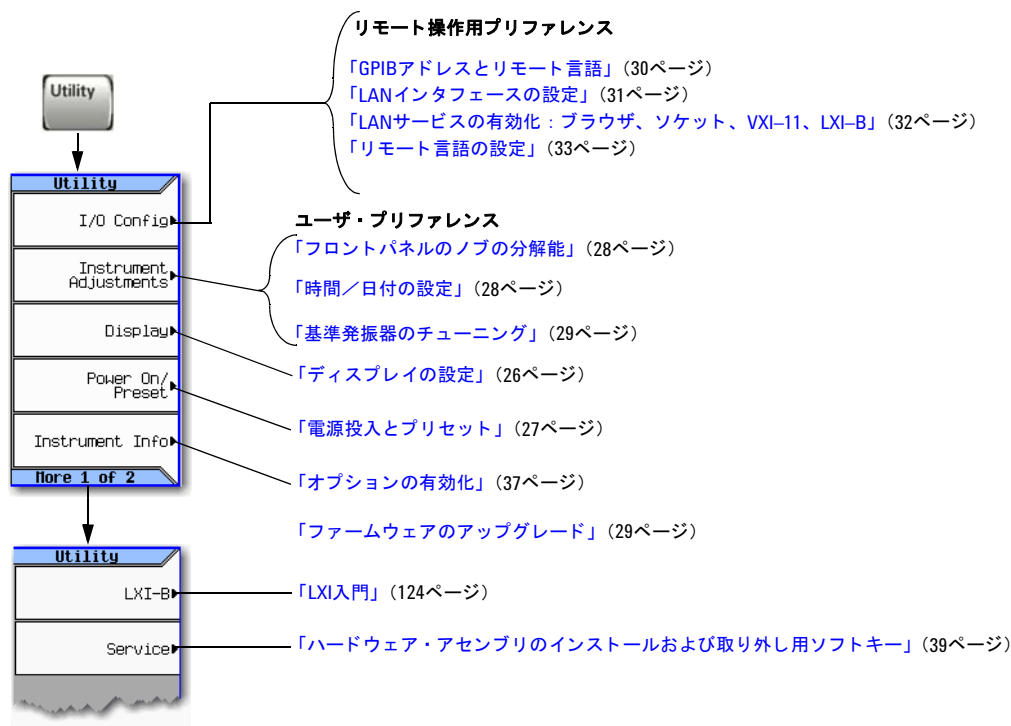 リモート操作用プリファレンス
「GPIBアドレスとリモート言語」(30ページ)
「LANインタフェースの設定」(31ページ)
「LANサービスの有効化：ブラウザ、ソケット、VXI–11、LXI–B」(32ページ)
「リモート言語の設定」(33ページ)
Utility
Utility
I/O Config
Instrument
Adjustments
Display
Power On/
Preset
Instrument Info
More 1 of 2
ユーザ・プリファレンス
「フロントパネルのノブの分解能」(28ページ)
「時間／日付の設定」(28ページ)
「基準発振器のチューニング」(29ページ)
「ディスプレイの設定」(26ページ)
「電源投入とプリセット」(27ページ)
「オプションの有効化」(37ページ)
「ファームウェアのアップグレード」(29ページ)
Utility
LXI-B
「LXI入門」(124ページ)
Service
「ハードウェア・アセンブリのインストールおよび取り外し用ソフトキー」(39ページ)